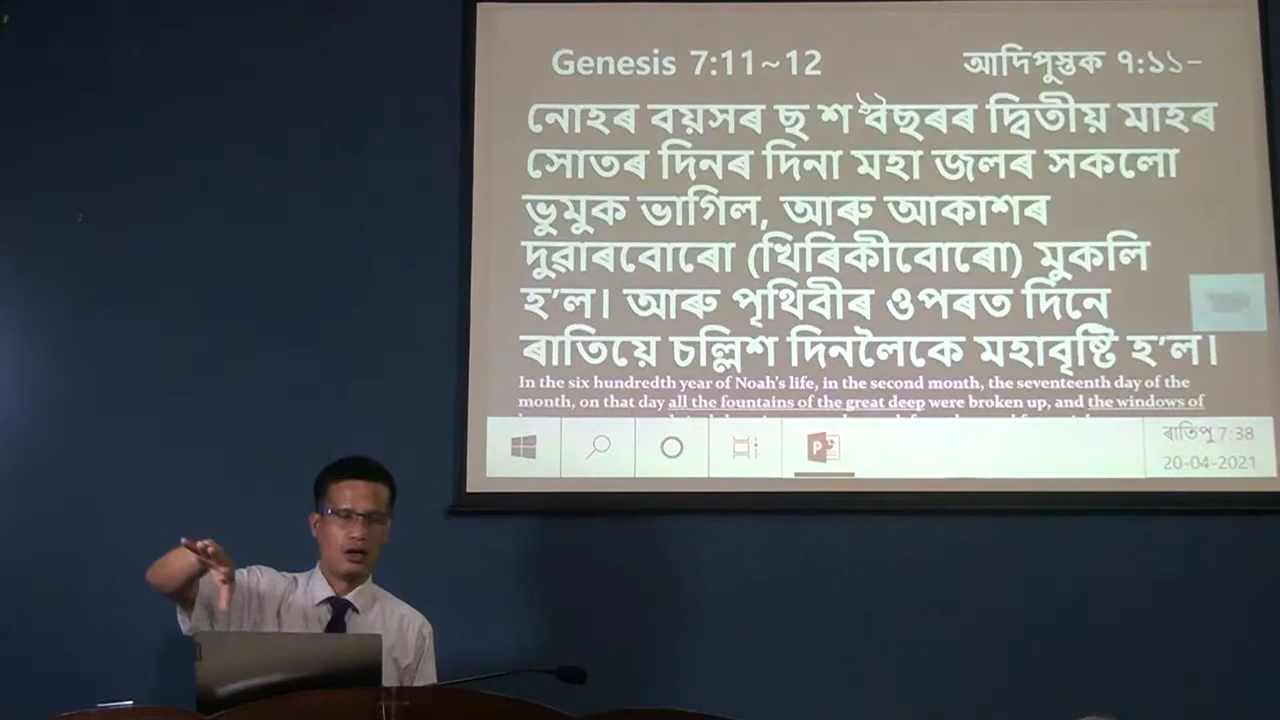 Genesis 7:11~12 আদিপুস্তক ৭:১১-
নোহৰ বয়সৰ ছ শ বছৰৰ দ্বিতীয় মাহৰ
সোতৰ দিনৰ দিনা মহা জলৰ সকলো
ভুমুক ভাগিল, আৰু আকাশৰ
দুৱাৰবোৰো (খিৰিকীবোৰো) মুকলি
হ’ল। আৰু পৃথিবীৰ ওপৰত দিনে
ৰাতিয়ে চল্লিশ দিনলৈকে মহাবৃষ্টি হ’ল।
In the six hundredth year of Noah’s life, in the second month, the seventeenth day of the
month, on that day all the fountains of the great deep were broken up, and the windows of
ৰাতিপু 7:38
20-04-2021